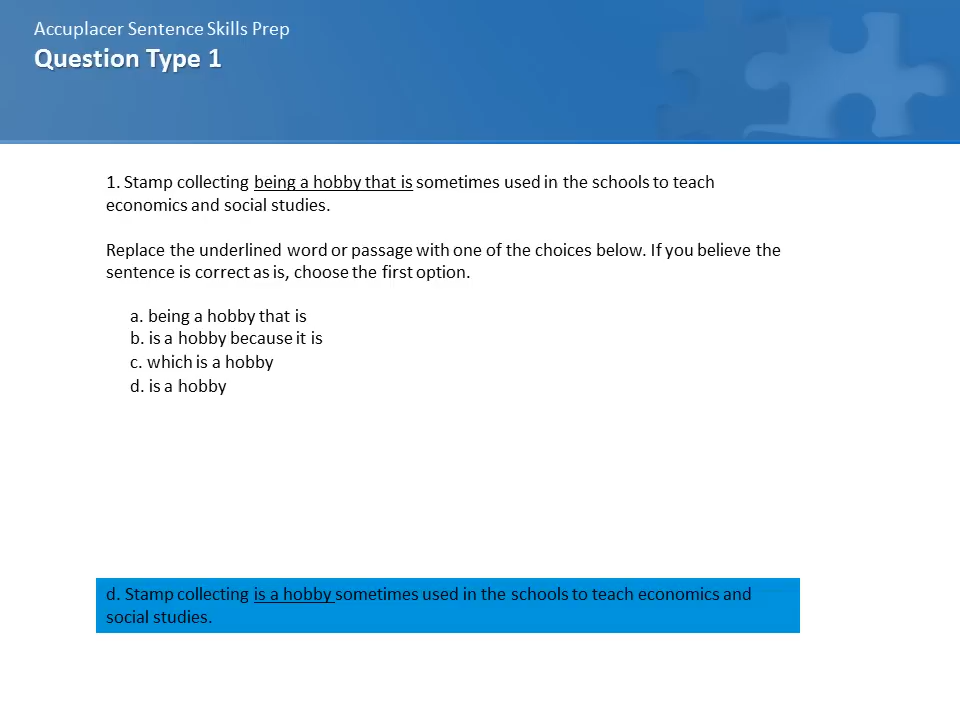 Accuplacer Sentence Skills Prep
Question Type 1
1. Stamp collecting being a hobby that is sometimes used in the schools to teach
economics and social studies.
Replace the underlined word or passage with one of the choices below. If you believe the
sentence is correct as is, choose the first option.
a. being a hobby that is
b. is a hobby because it is
c. which is a hobby
d. is a hobby
d. Stamp collecting is a hobby sometimes used in the schools to teach economics and
social studies.